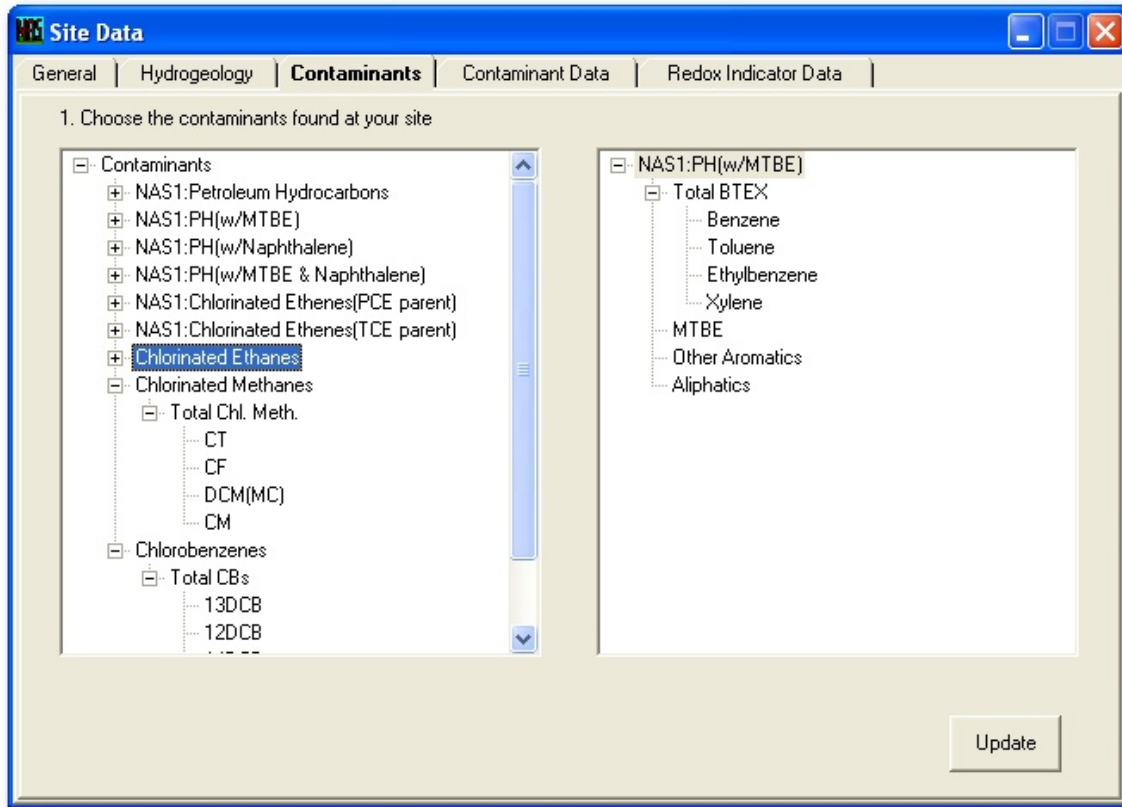 Site Data
General
Hydrogeology
Contaminants
Contaminant Data
Redox Indicator Data
1. Choose the contaminants found at your site
Contaminants
NAS1:Petroleum Hydrocarbons
NAS1:PH(w/MTBE)
NAS1:PH(w/Naphthalene)
NAS1:PH(w/MTBE & Naphthalene)
NAS1:Chlorinated Ethenes(PCE parent)
NAS1:Chlorinated Ethenes(TCE parent)
Chlorinated Ethanes
Chlorinated Methanes
Total Chl. Meth.
CT
CF
DCM(MC)
CM
Chlorobenzenes
Total CBs
13DCB
12DCB
NAS1:PH(w/MTBE)
Total BTEX
Benzene
Toluene
Ethylbenzene
Xylene
MTBE
Other Aromatics
Aliphatics
Update